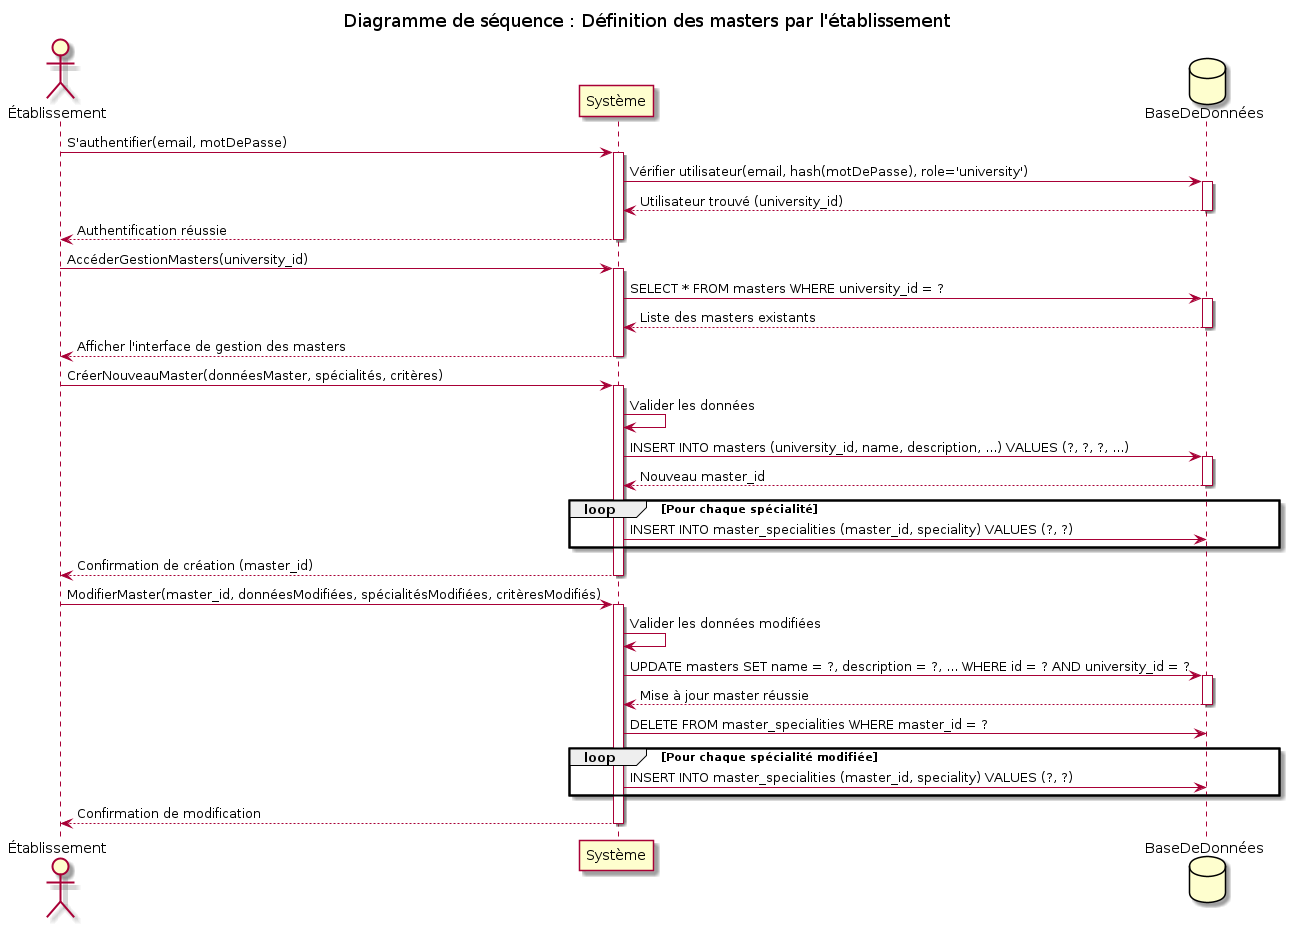 Diagramme de séquence : Définition des masters par l'établissement
Établissement
Système
BaseDeDonnées
S'authentifier(email, motDePasse)
Vérifier utilisateur(email, hash(motDePasse), role='university')
Utilisateur trouvé (university_id)
Authentification réussie
AccéderGestionMasters(university_id)
SELECT * FROM masters WHERE university_id = ?
Liste des masters existants
Afficher l'interface de gestion des masters
CréerNouveauMaster(donnéesMaster, spécialités, critères)
Valider les données
INSERT INTO masters (university_id, name, description, ...) VALUES (?, ?, ?, ...)
Nouveau master_id
loop [Pour chaque spécialité]
INSERT INTO master_specialities (master_id, speciality) VALUES (?, ?)
Confirmation de création (master_id)
ModifierMaster(master_id, donnéesModifiées, spécialitésModifiées, critèresModifiés)
Valider les données modifiées
UPDATE masters SET name = ?, description = ?, ... WHERE id = ? AND university_id = ?
Mise à jour master réussie
DELETE FROM master_specialities WHERE master_id = ?
loop [Pour chaque spécialité modifiée]
INSERT INTO master_specialities (master_id, speciality) VALUES (?, ?)
Confirmation de modification
Établissement
Système
BaseDeDonnées